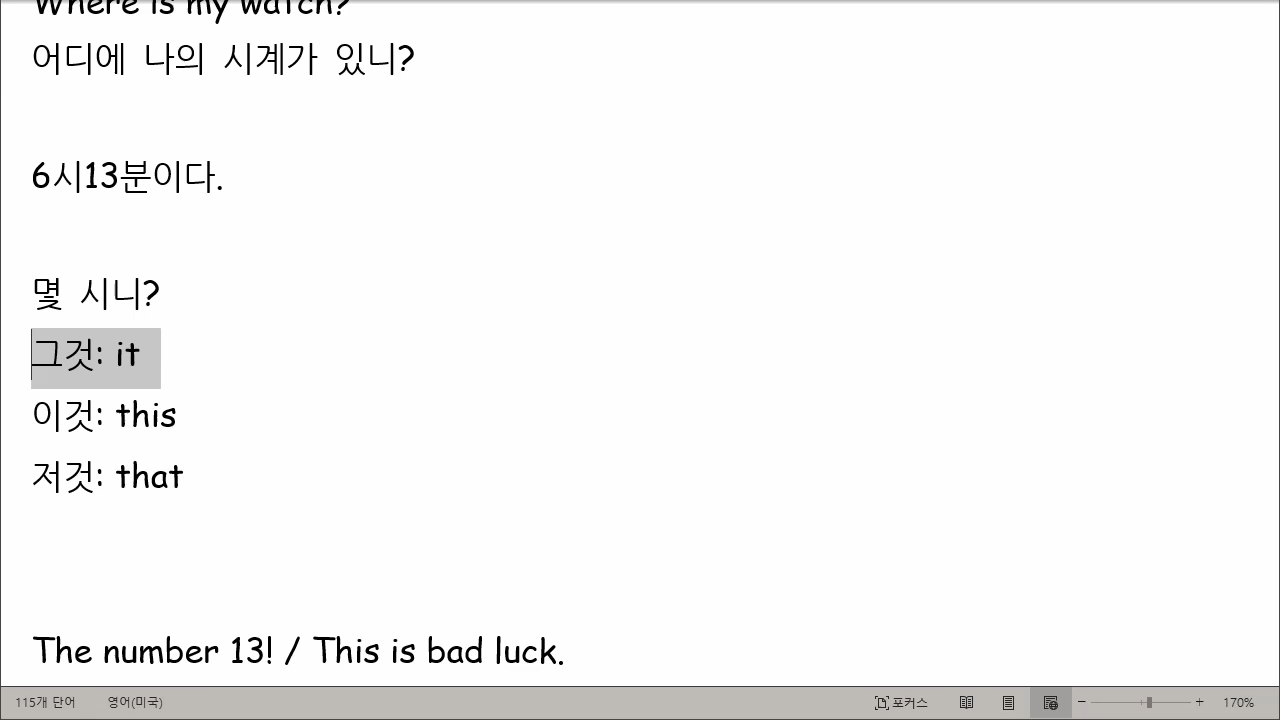 Where is my watch?
어디에 나의 시계가 있니?
6시13분이다.
몇 시니?
그것: it
이것: this
저것: that
The number 13! / This is bad luck.
115개 단어 영어(미국) 포커스 170%